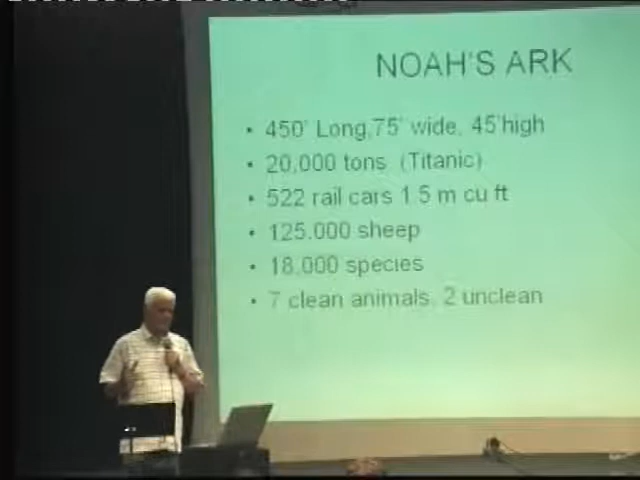 NOAH'S ARK
• 450' Long,75' wide, 45'high
• 20,000 tons (Titanic)
• 522 rail cars 1.5 m cu ft
• 125.000 sheep
• 18.000 species
• 7 clean animals, 2 unclean